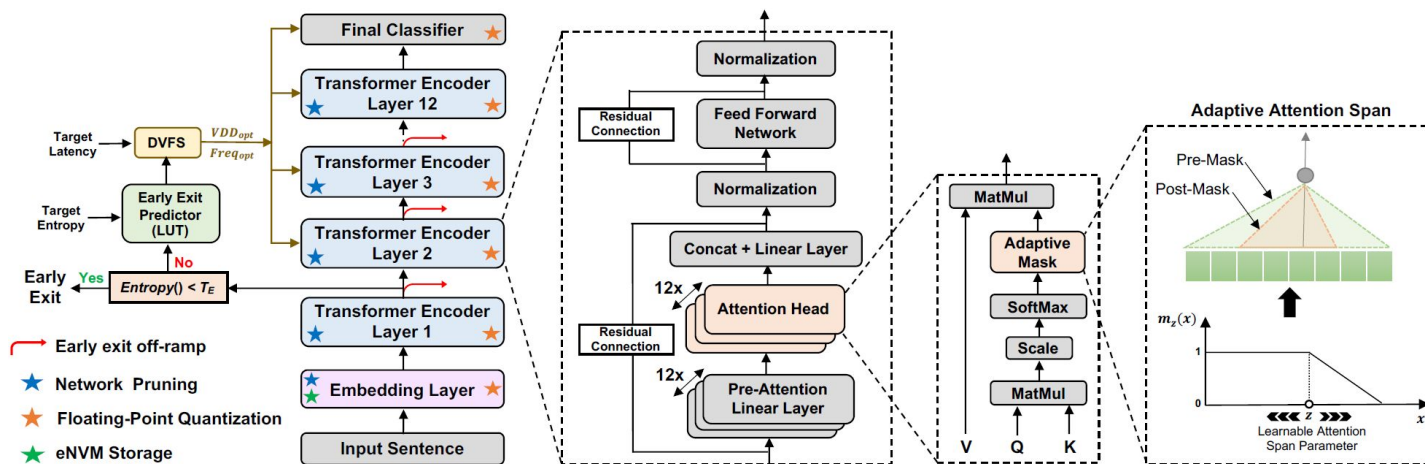 Final Classifier
Transformer Encoder
Layer 12
Transformer Encoder
Layer 3
Transformer Encoder
Layer 2
Transformer Encoder
Layer 1
Embedding Layer
Input Sentence
Target
Latency
DVFS
VDDopt
Freqopt
Target
Entropy
Early Exit
Predictor
(LUT)
No
Yes
Early
Exit
Entropy() < TE
Early exit off-ramp
Network Pruning
Floating-Point Quantization
eNVM Storage
Normalization
Residual
Connection
Feed Forward
Network
Normalization
Concat + Linear Layer
12x
Attention Head
Residual
Connection
12x
Pre-Attention
Linear Layer
MatMul
Adaptive
Mask
SoftMax
Scale
MatMul
V
Q
K
Adaptive Attention Span
Pre-Mask
Post-Mask
mz(x)
1
0
z
x
Learnable Attention
Span Parameter